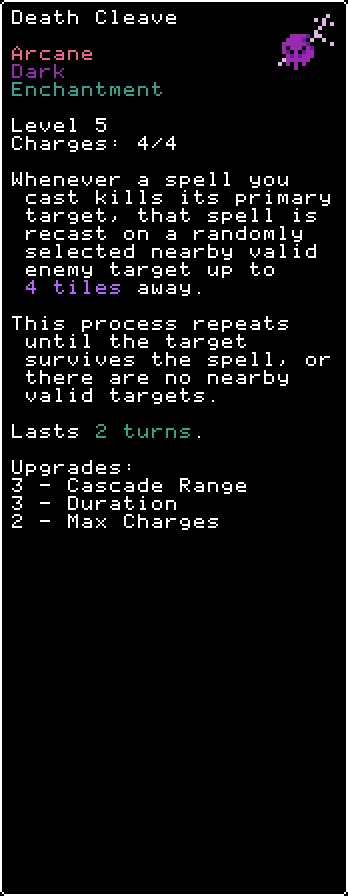 Death Cleave
Arcane
Dark
Enchantment
Level 5
Charges: 4/4
Whenever a spell you
cast kills its primary
target, that spell is
recast on a randomly
selected nearby valid
enemy target up to
4 tiles away.
This process repeats
until the target
survives the spell, or
there are no nearby
valid targets.
Lasts 2 turns.
Upgrades:
3 - Cascade Range
3 - Duration
2 - Max Charges